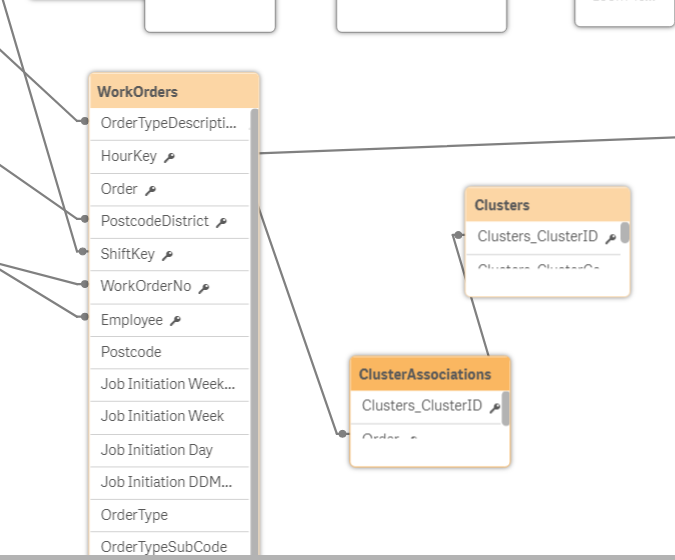 WorkOrders
OrderTypeDescripti...
HourKey
Order
PostcodeDistrict
ShiftKey
WorkOrderNo
Employee
Postcode
Job Initiation Week...
Job Initiation Week
Job Initiation Day
Job Initiation DDM...
OrderType
OrderTypeSubCode
Clusters
Clusters_ClusterID
ClusterAssociations
Clusters_ClusterID
Order